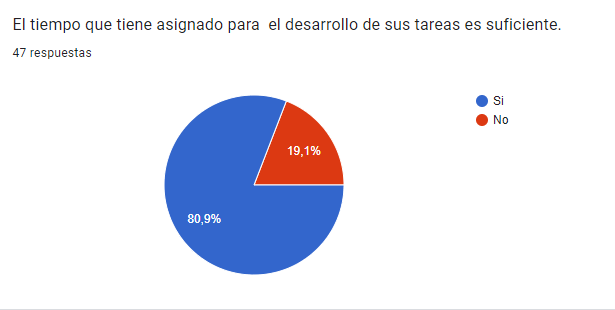 El tiempo que tiene asignado para  el desarrollo de sus tareas es suficiente.
47 respuestas
Si
No
19,1%
80,9%